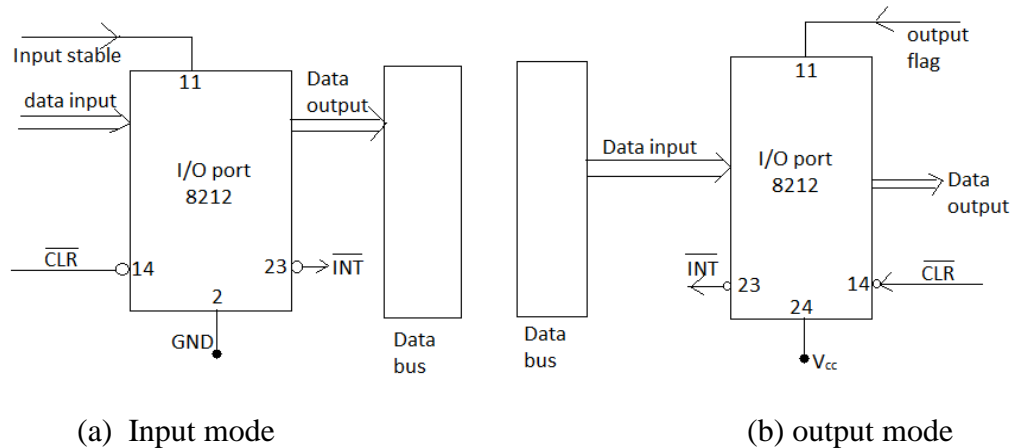 Input stable
11
data input
Data
output
I/O port
8212
CLR
14
23
INT
2
GND
Data
bus
output
flag
11
Data input
I/O port
8212
Data
output
INT
23
14
CLR
24
Vcc
Data
bus
(a) Input mode
(b) output mode